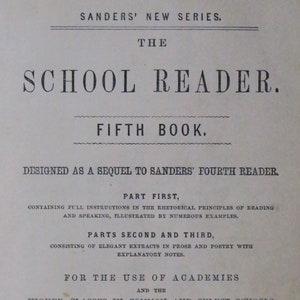 SANDERS' NEW SERIES.
THE
SCHOOL READER.
FIFTH BOOK.
DESIGNED AS A SEQUEL TO SANDERS' FOURTH READER.
PART FIRST,
CONTAINING FULL INSTRUCTIONS IN THE RHETORICAL PRINCIPLES OF READING
AND SPEAKING, ILLUSTRATED BY NUMEROUS EXAMPLES.
PARTS SECOND AND THIRD,
CONSISTING OF ELEGANT EXTRACTS IN PROSE AND POETRY WITH
EXPLANATORY NOTES.
FOR THE USE OF ACADEMIES
AND THE